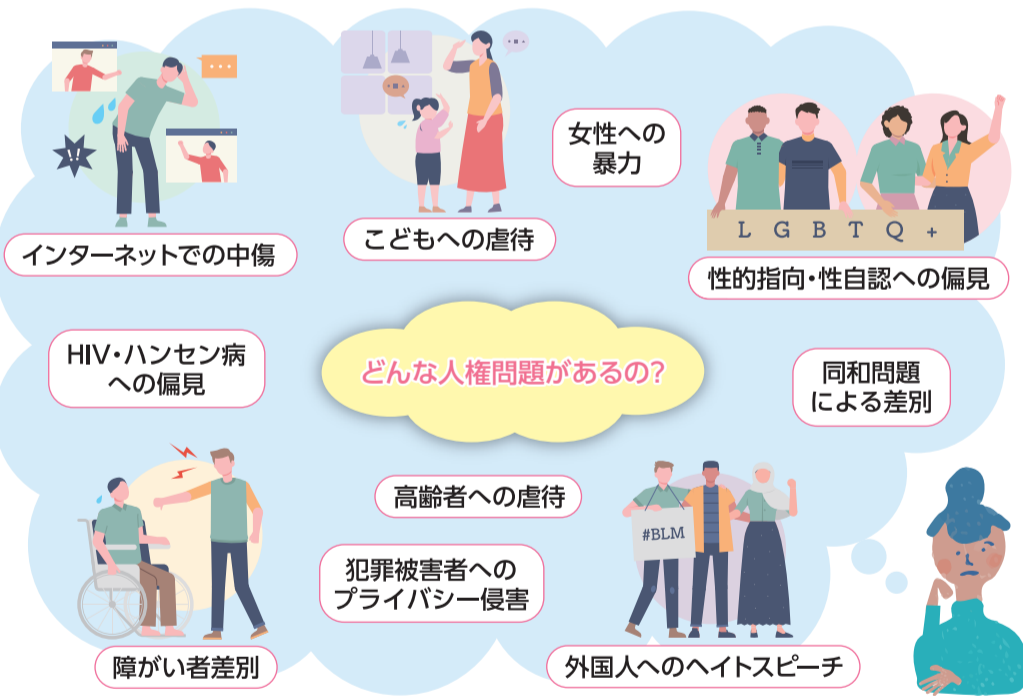 インターネットでの中傷
こどもへの虐待
女性への
暴力
L G B T Q +
性的指向・性自認への偏見
HIV・ハンセン病
への偏見
どんな人権問題があるの?
同和問題
による差別
高齢者への虐待
犯罪被害者への
プライバシー侵害
#BLM
障がい者差別
外国人へのヘイトスピーチ